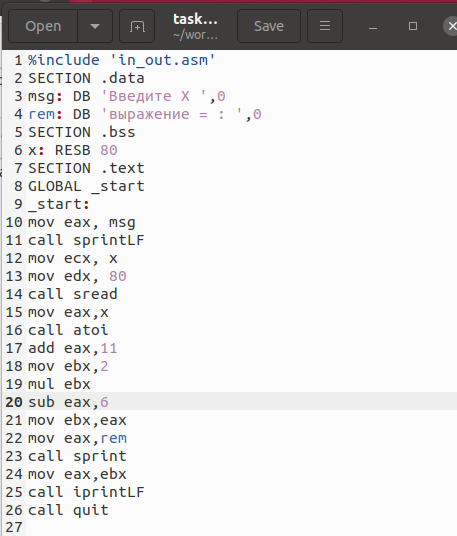 Open task... Save
~/wor...
1 %include 'in_out.asm'
2 SECTION .data
3 msg: DB 'Введите X ',0
4 rem: DB 'выражение = : ',0
5 SECTION .bss
6 x: RESB 80
7 SECTION .text
8 GLOBAL _start
9 _start:
10 mov eax, msg
11 call sprintLF
12 mov ecx, x
13 mov edx, 80
14 call sread
15 mov eax,x
16 call atoi
17 add eax,11
18 mov ebx,2
19 mul ebx
20 sub eax,6
21 mov ebx,eax
22 mov eax,rem
23 call sprint
24 mov eax,ebx
25 call iprintLF
26 call quit
27